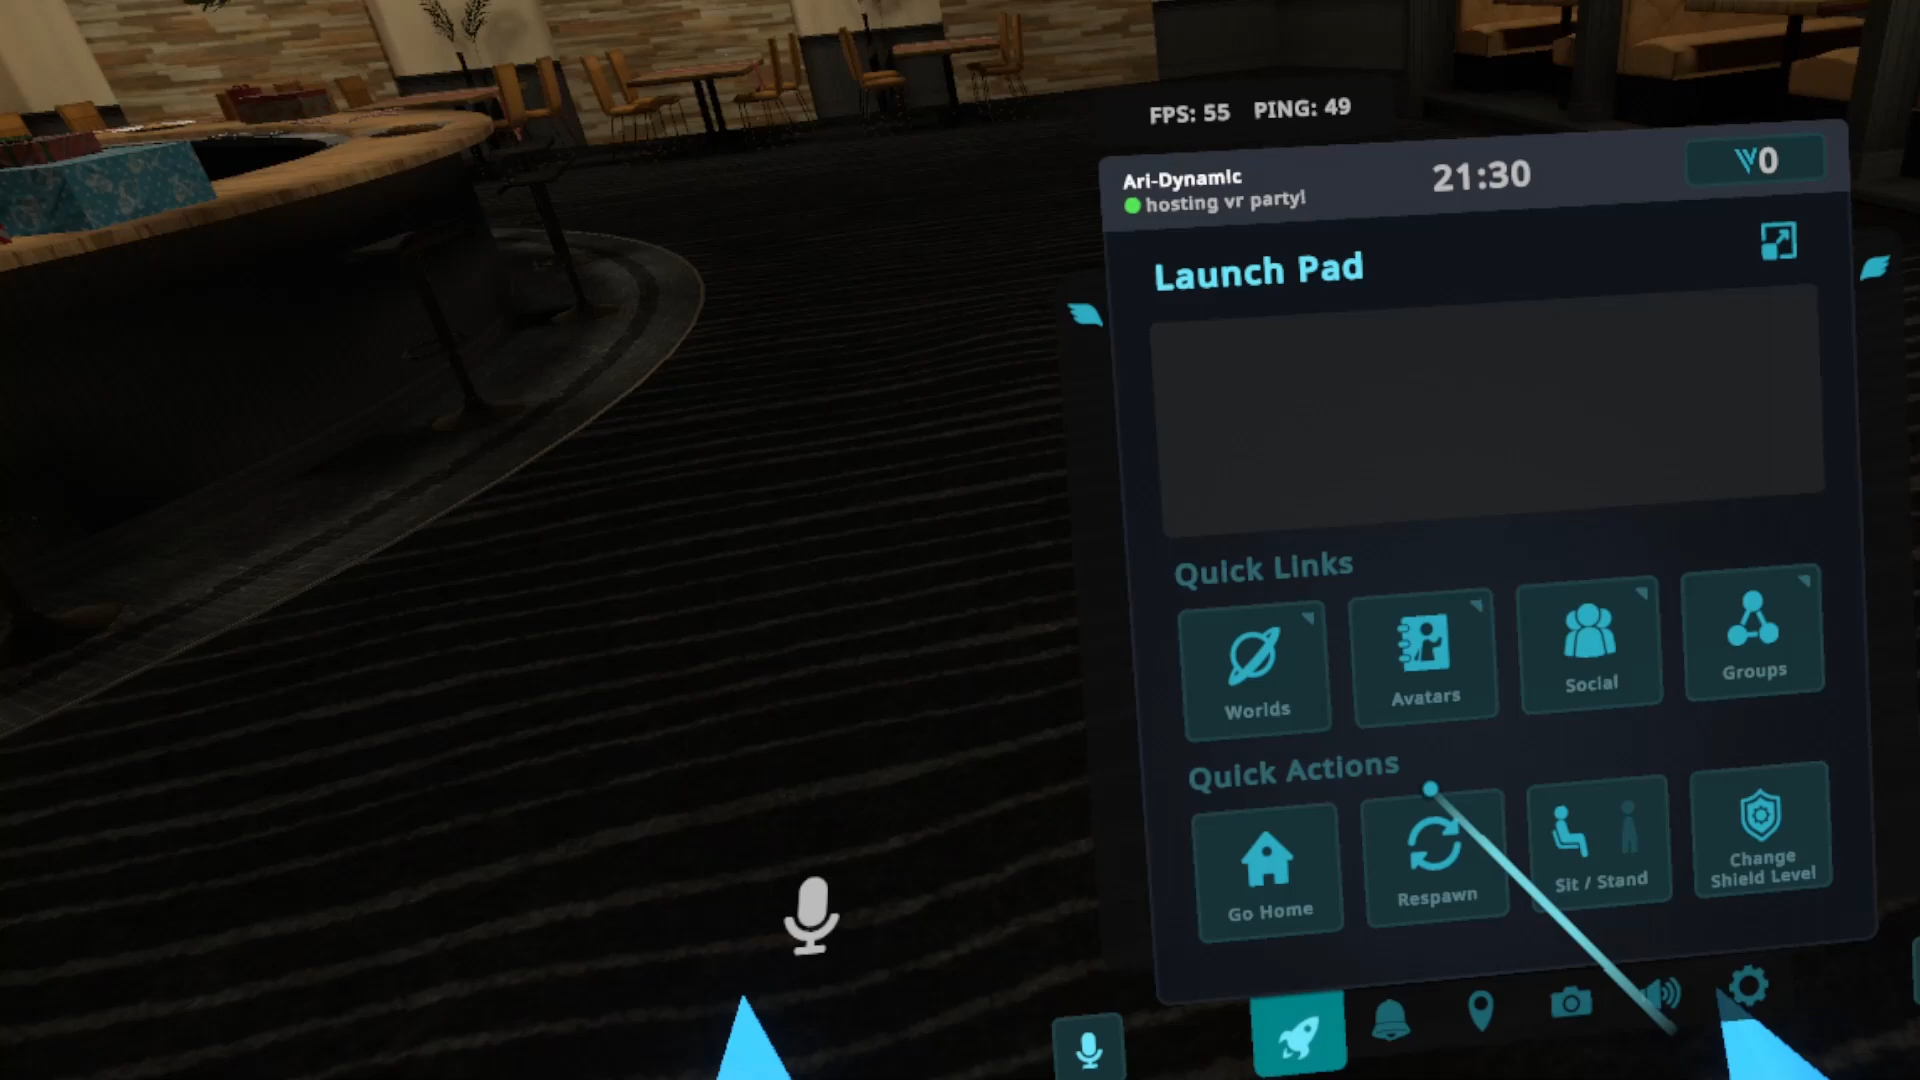 FPS: 55 PING: 49
Ari-Dynamic
hosting vr party!
21:30
0
Launch Pad
Quick Links
Worlds
Avatars
Social
Groups
Quick Actions
Go Home
Respawn
Sit / Stand
Change
Shield Level